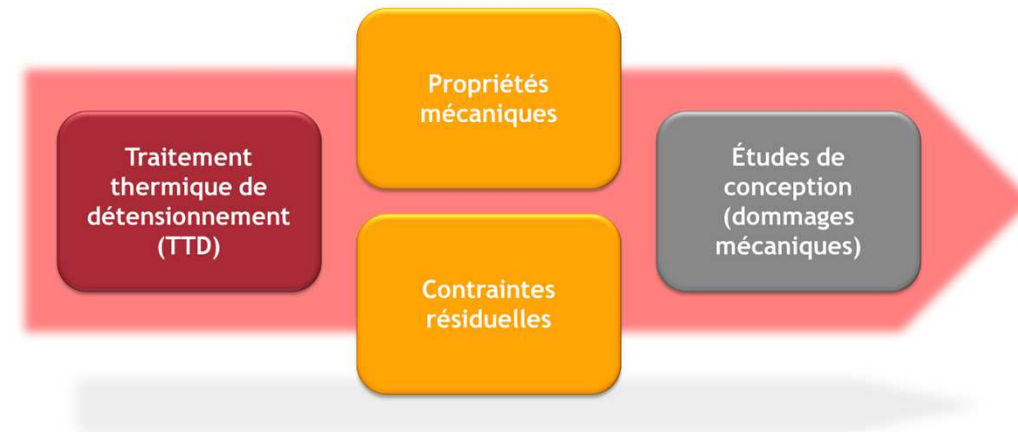 Traitement
thermique de
détensionnement
(TTD)
Propriétés
mécaniques
Contraintes
résiduelles
Études de
conception
(dommages
mécaniques)